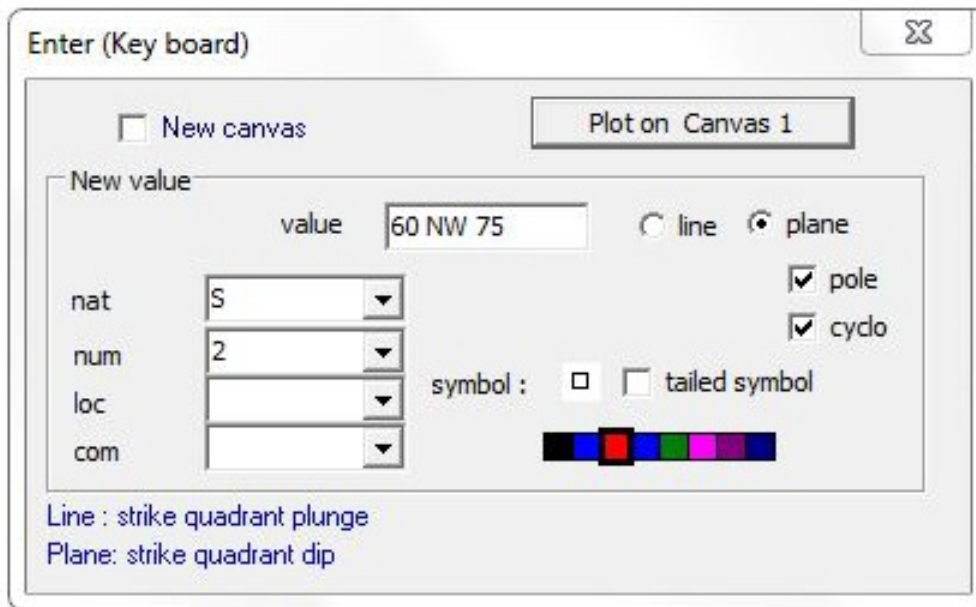 Enter (Key board)
New canvas
Plot on Canvas 1
New value
value 60 NW 75 line plane
pole
nat S
cyclo
num 2
symbol : tailed symbol
loc
com
Line : strike quadrant plunge
Plane: strike quadrant dip